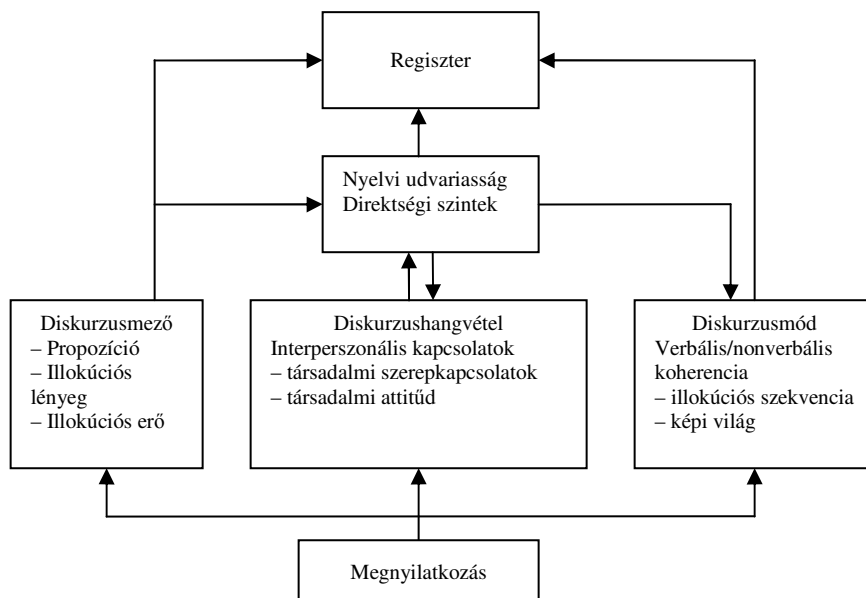 Regiszter
Nyelvi udvariasság
Direktségi szintek
Diskurzusmező
– Propozíció
– Illokúciós
lényeg
– Illokúciós erő
Diskurzushangvétel
Interperszonális kapcsolatok
– társadalmi szerepkapcsolatok
– társadalmi attitűd
Diskurzusmód
Verbális/nonverbális
koherencia
– illokúciós szekvencia
– képi világ
Megnyilatkozás